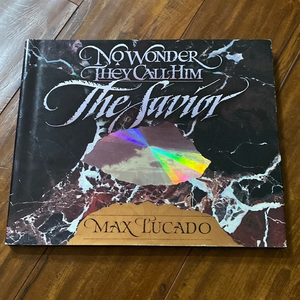 No Wonder
They Call Him
The Savior
Max Lucado